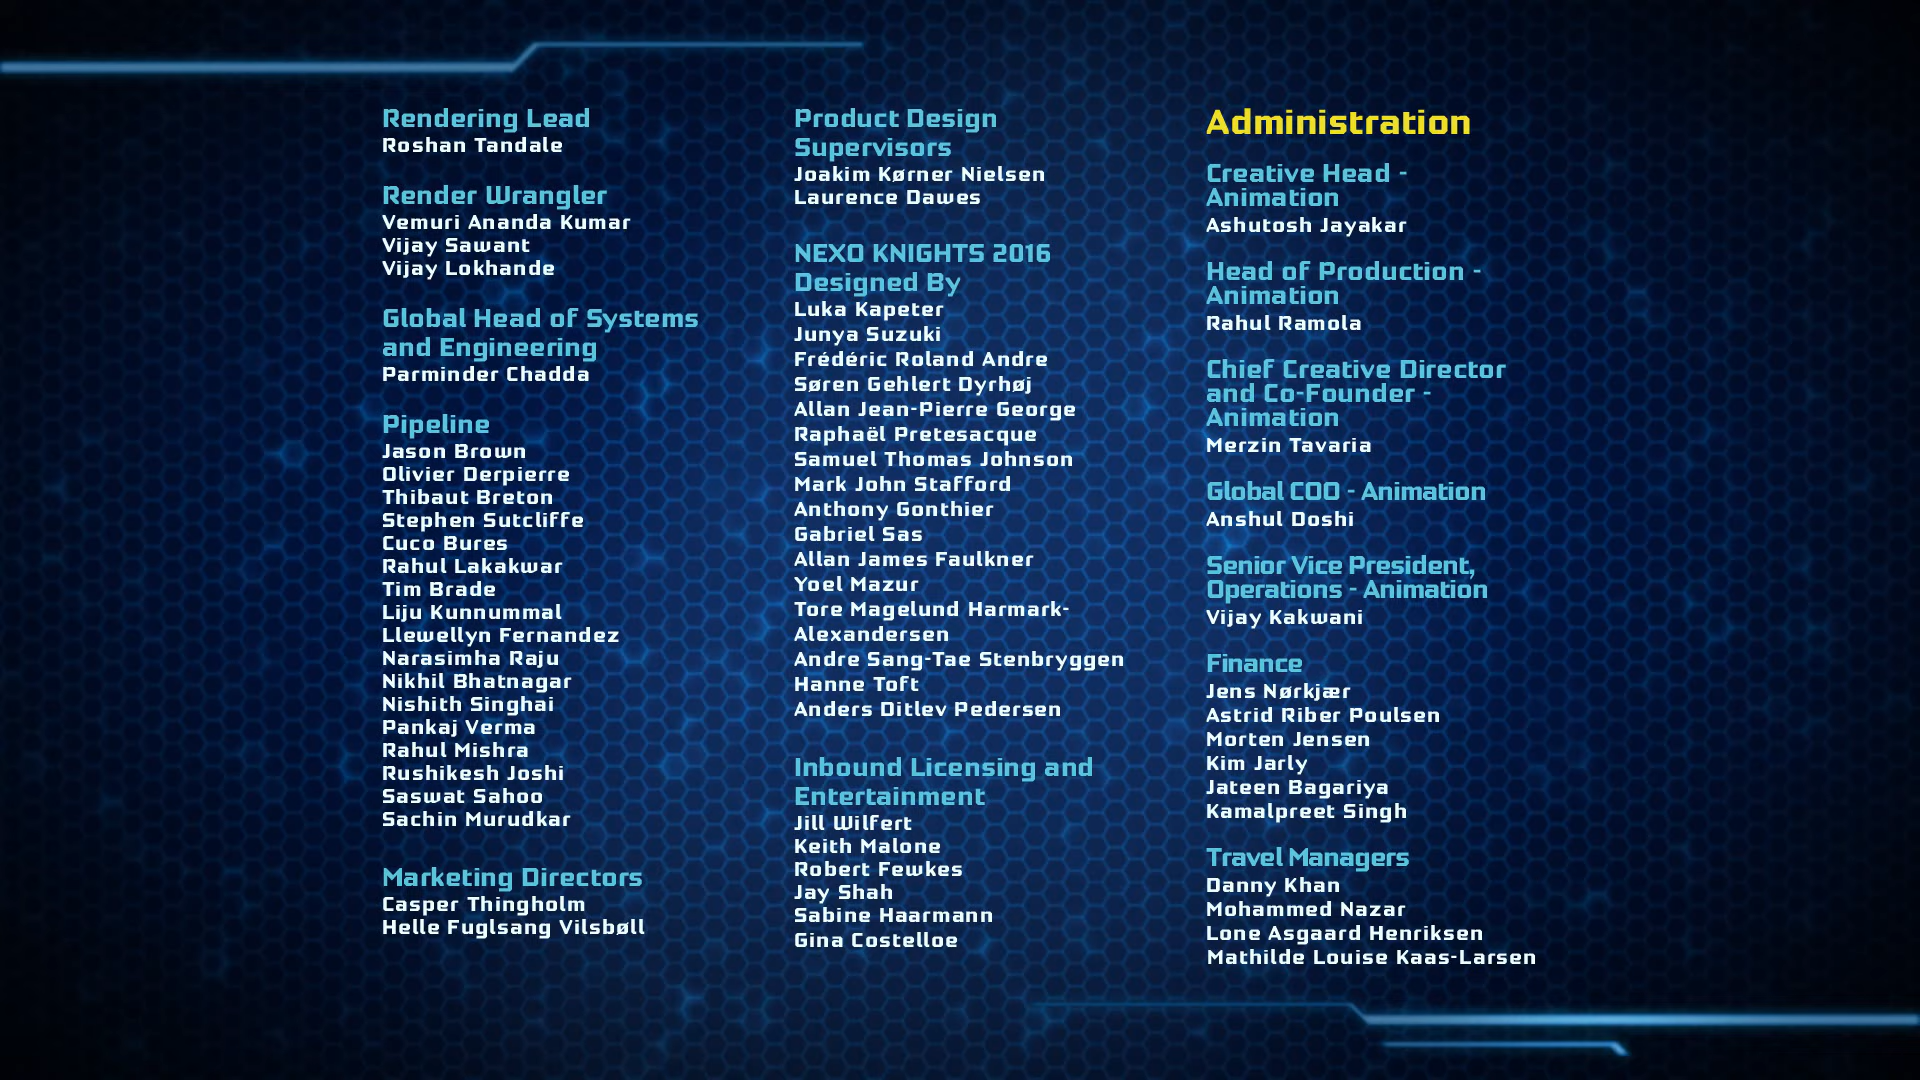 Rendering Lead
Roshan Tandale
Render Wrangler
Vemuri Ananda Kumar
Vijay Sawant
Vijay Lokhande
Global Head of Systems
and Engineering
Parminder Chadda
Pipeline
Jason Brown
Olivier Derpierre
Thibaut Breton
Stephen Sutcliffe
Cuco Bures
Rahul Lakakwar
Tim Brade
Liju Kunnummal
Llewellyn Fernandez
Narasimha Raju
Nikhil Bhatnagar
Nishith Singhai
Pankaj Verma
Rahul Mishra
Rushikesh Joshi
Saswat Sahoo
Sachin Murudkar
Marketing Directors
Casper Thingholm
Helle Fuglsang Vilsbøll
Product Design
Supervisors
Joakim Kørner Nielsen
Laurence Dawes
NEXO KNIGHTS 2016
Designed By
Luka Kapeter
Junya Suzuki
Frédéric Roland Andre
Søren Gehlert Dyrhøj
Allan Jean-Pierre George
Raphaël Pretesacque
Samuel Thomas Johnson
Mark John Stafford
Anthony Gonthier
Gabriel Sas
Allan James Faulkner
Yoel Mazur
Tore Magelund Harmark-
Alexandersen
Andre Sang-Tae Stenbryggen
Hanne Toft
Anders Ditlev Pedersen
Inbound Licensing and
Entertainment
Jill Wilfert
Keith Malone
Robert Fewkes
Jay Shah
Sabine Haarmann
Gina Costelloe
Administration
Creative Head -
Animation
Ashutosh Jayakar
Head of Production -
Animation
Rahul Ramola
Chief Creative Director
and Co-Founder -
Animation
Merzin Tavaria
Global COO - Animation
Anshul Doshi
Senior Vice President,
Operations - Animation
Vijay Kakwani
Finance
Jens Nørkjær
Astrid Riber Poulsen
Morten Jensen
Kim Jarly
Jateen Bagariya
Kamalpreet Singh
Travel Managers
Danny Khan
Mohammed Nazar
Lone Asgaard Henriksen
Mathilde Louise Kaas-Larsen